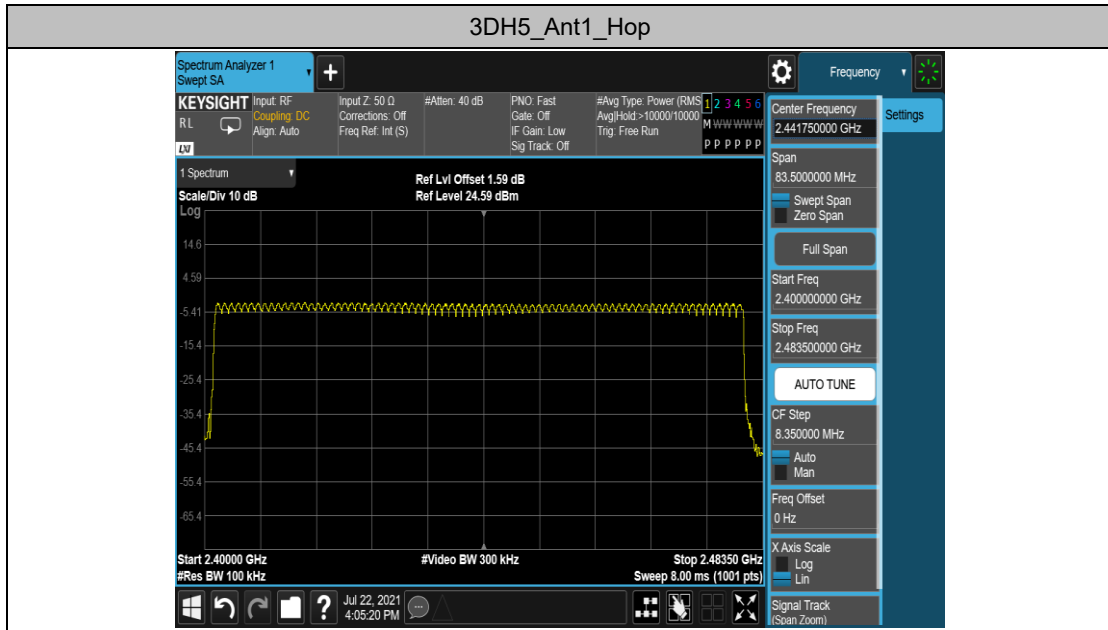 3DH5_Ant1_Hop
Spectrum Analyzer 1
Swept SA
Frequency
KEYSIGHT
RL
LXI
Input: RF
Coupling: DC
Align: Auto
Input Z: 50 Ω
Corrections: Off
Freq Ref: Int (S)
#Atten: 40 dB
PNO: Fast
Gate: Off
IF Gain: Low
Sig Track: Off
#Avg Type: Power (RMS
Avg|Hold:>10000/10000
Trig: Free Run
1 2 3 4 5 6
M W W W W W
P P P P P P
1 Spectrum
Scale/Div 10 dB
Ref Lvl Offset 1.59 dB
Ref Level 24.59 dBm
Log
14.6
4.59
-5.41
-15.4
-25.4
-35.4
-45.4
-55.4
-65.4
Start 2.40000 GHz
#Res BW 100 kHz
#Video BW 300 kHz
Stop 2.48350 GHz
Sweep 8.00 ms (1001 pts)
Center Frequency
2.441750000 GHz
Settings
Span
83.5000000 MHz
Swept Span
Zero Span
Full Span
Start Freq
2.400000000 GHz
Stop Freq
2.483500000 GHz
AUTO TUNE
CF Step
8.350000 MHz
Auto
Man
Freq Offset
0 Hz
X Axis Scale
Log
Lin
Signal Track
(Span Zoom)
?
Jul 22, 2021
4:05:20 PM